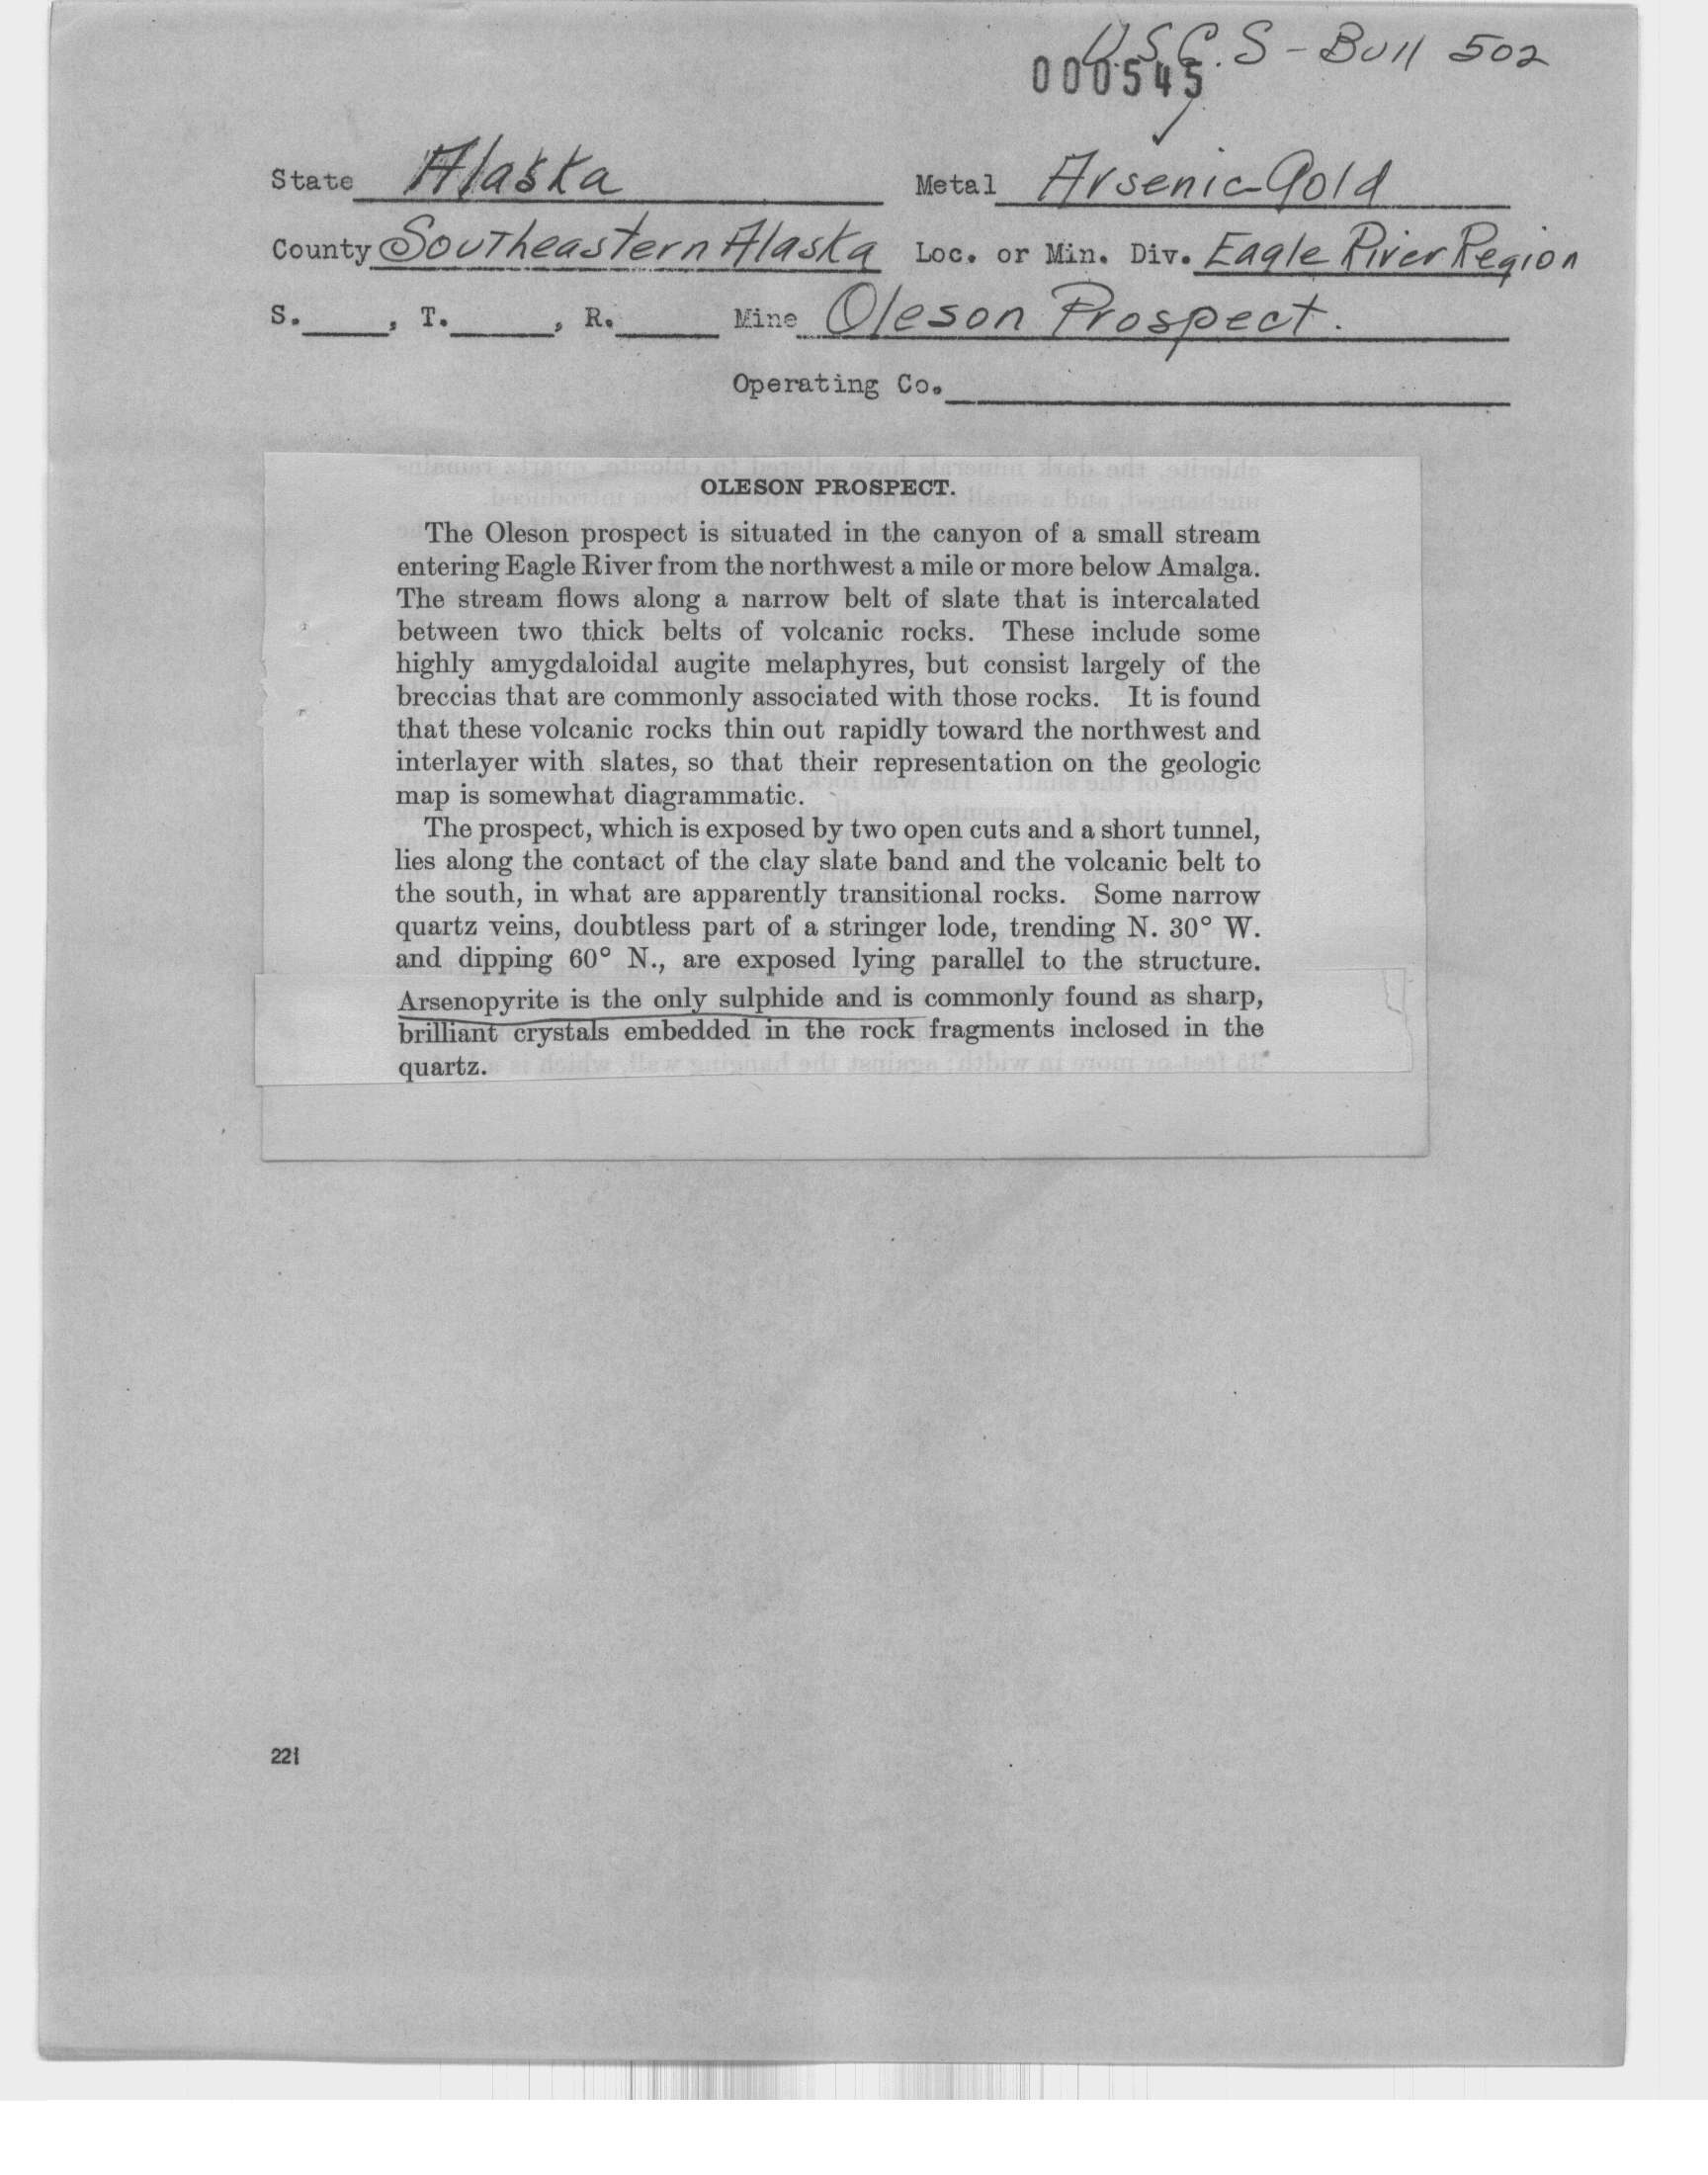 U.S.G.S - Bull 502
000545
State Alaska Metal Arsenic-Gold
County Southeastern Alaska Loc. or Min. Div. Eagle River Region
S.____, T.____, R.____ Mine Oleson Prospect.
Operating Co.
OLESON PROSPECT.
The Oleson prospect is situated in the canyon of a small stream
entering Eagle River from the northwest a mile or more below Amalga.
The stream flows along a narrow belt of slate that is intercalated
between two thick belts of volcanic rocks. These include some
highly amygdaloidal augite melaphyres, but consist largely of the
breccias that are commonly associated with those rocks. It is found
that these volcanic rocks thin out rapidly toward the northwest and
interlayer with slates, so that their representation on the geologic
map is somewhat diagrammatic.
The prospect, which is exposed by two open cuts and a short tunnel,
lies along the contact of the clay slate band and the volcanic belt to
the south, in what are apparently transitional rocks. Some narrow
quartz veins, doubtless part of a stringer lode, trending N. 30° W.
and dipping 60° N., are exposed lying parallel to the structure.
Arsenopyrite is the only sulphide and is commonly found as sharp,
brilliant crystals embedded in the rock fragments inclosed in the
quartz.
221